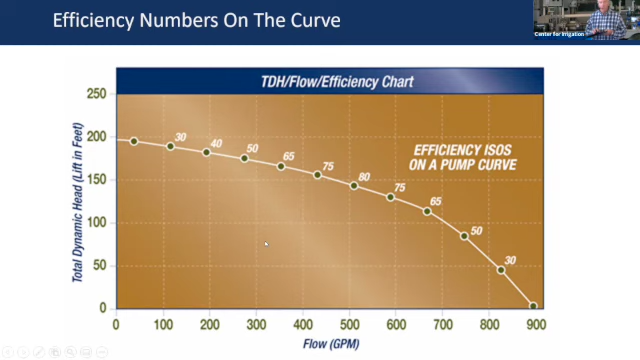 Efficiency Numbers On The Curve
Center for Irrigation
TDH/Flow/Efficiency Chart
EFFICIENCY ISOS
ON A PUMP CURVE
Total Dynamic Head (Lift in Feet)
250
200
150
100
50
0
30
40
50
65
75
80
75
65
50
30
0 100 200 300 400 500 600 700 800 900
Flow (GPM)